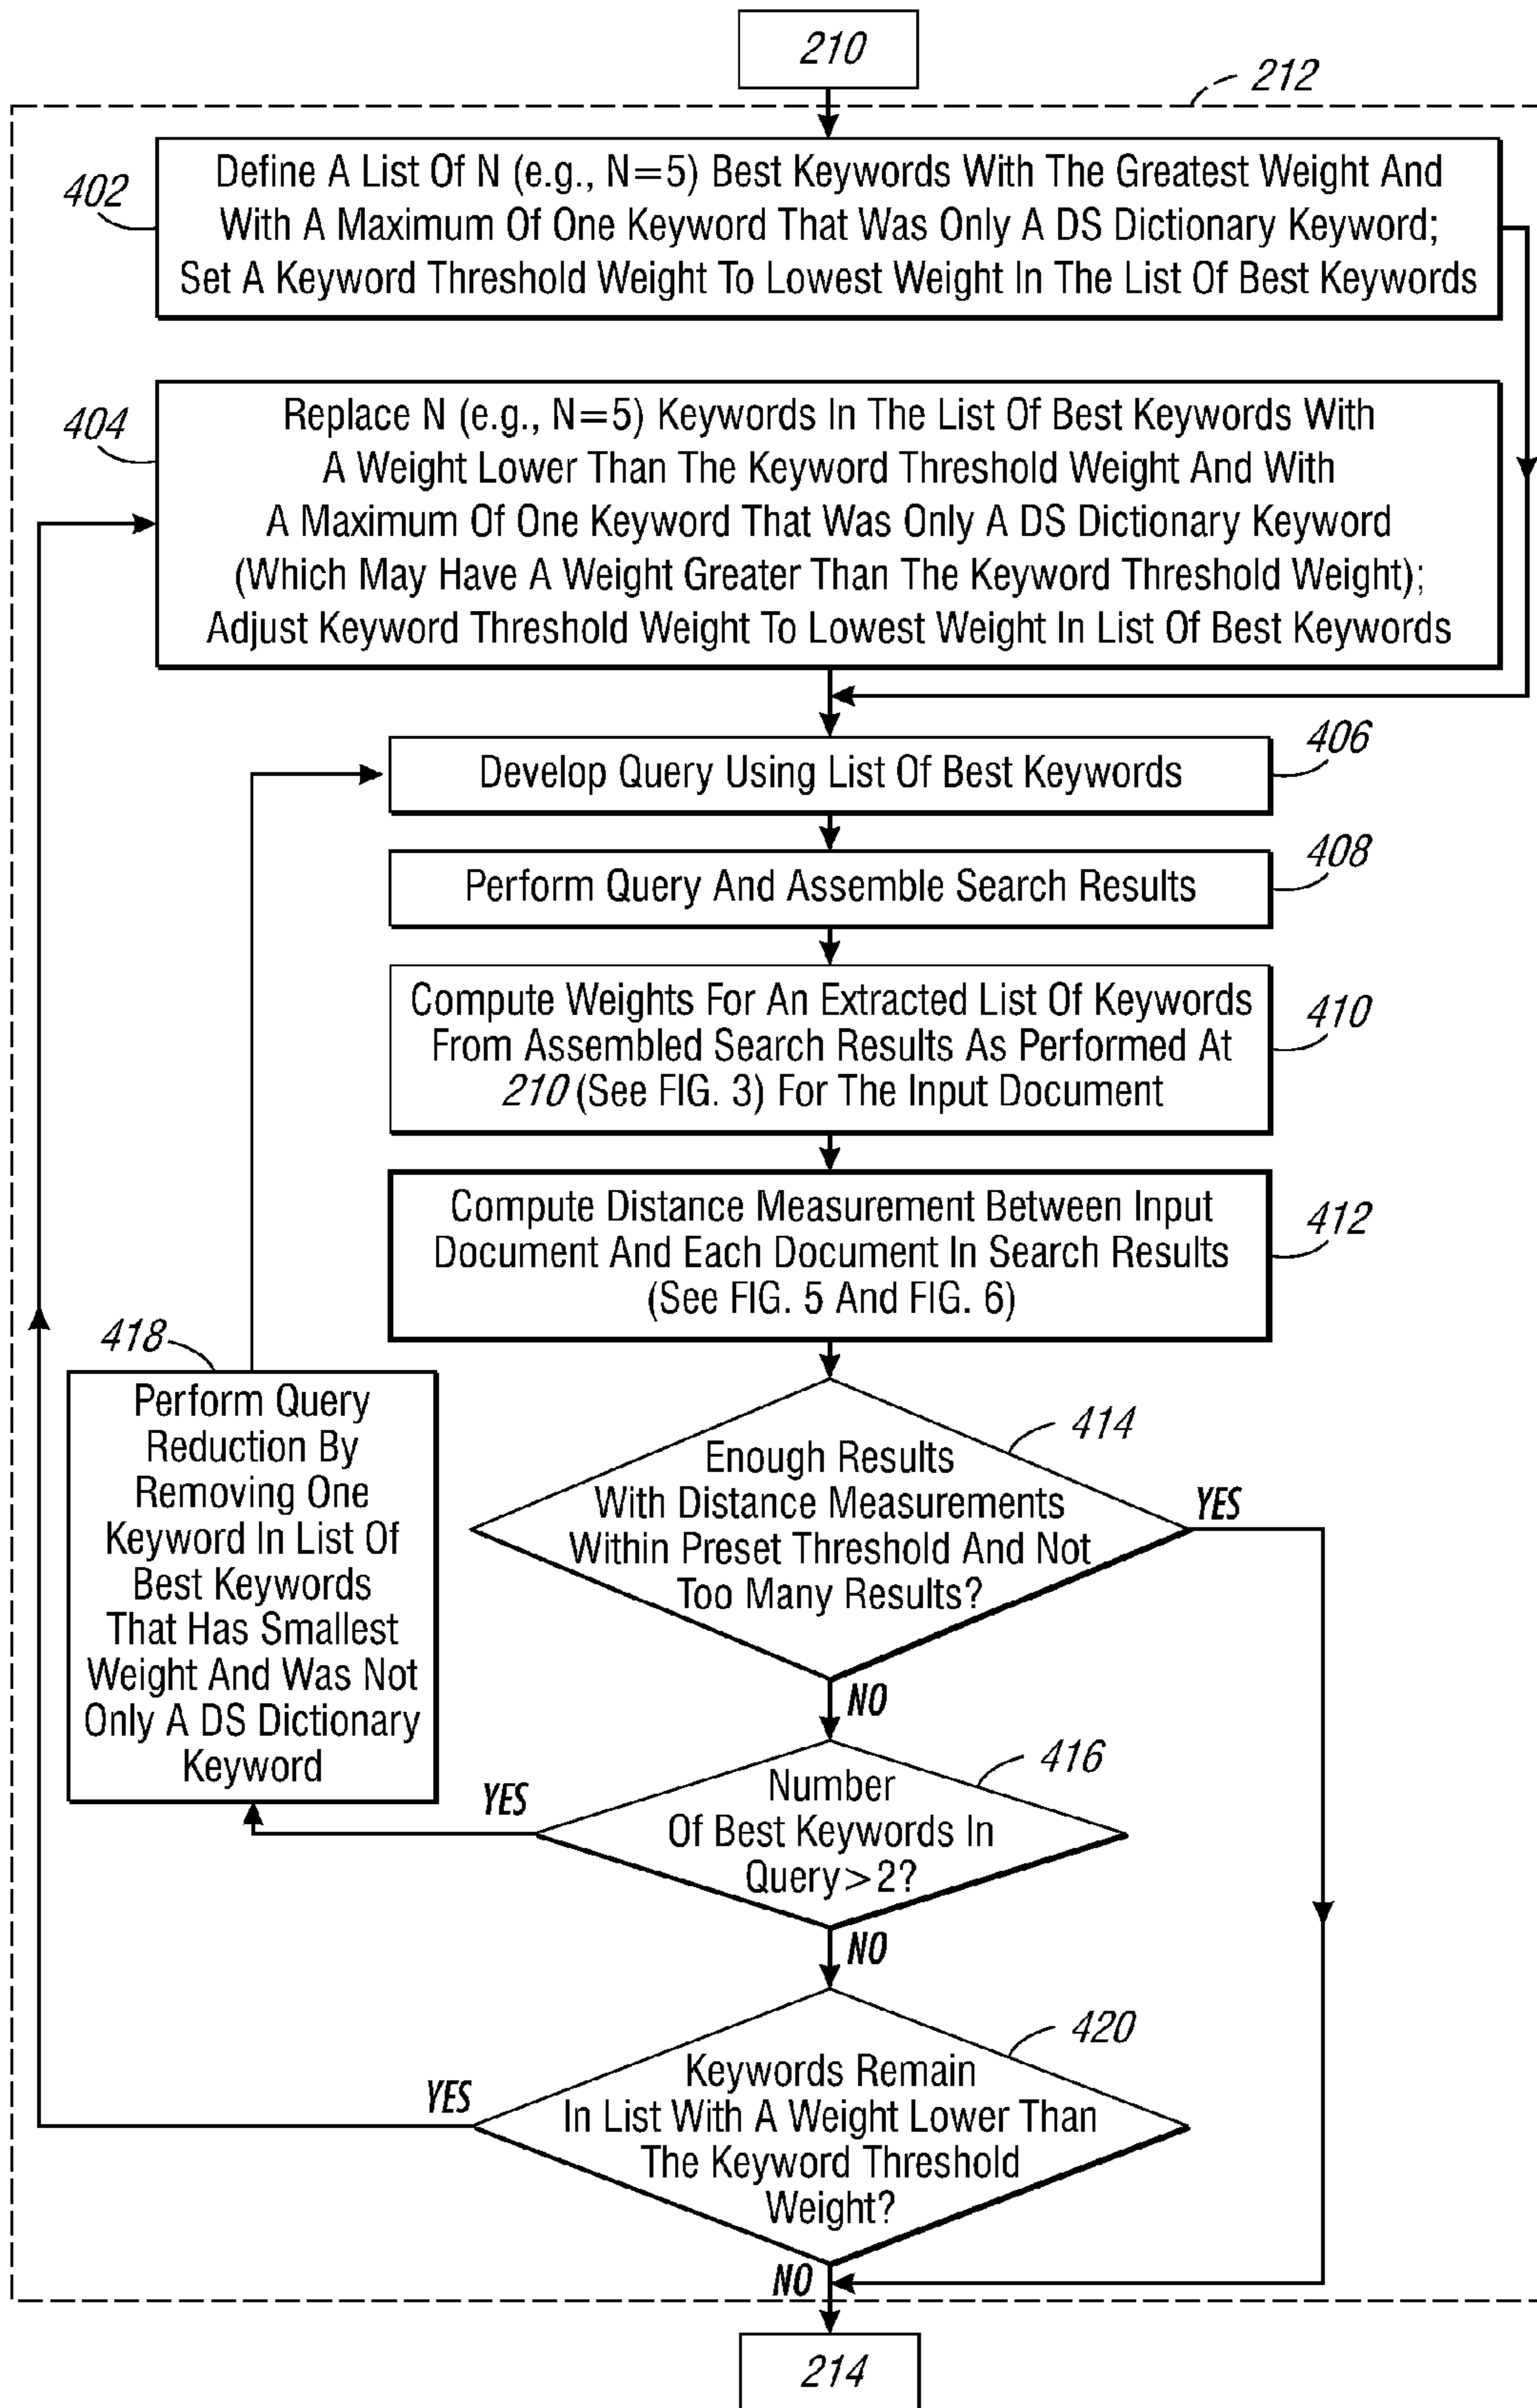 210
212
402
Define A List Of N (e.g., N=5) Best Keywords With The Greatest Weight And
With A Maximum Of One Keyword That Was Only A DS Dictionary Keyword;
Set A Keyword Threshold Weight To Lowest Weight In The List Of Best Keywords
404
Replace N (e.g., N=5) Keywords In The List Of Best Keywords With
A Weight Lower Than The Keyword Threshold Weight And With
A Maximum Of One Keyword That Was Only A DS Dictionary Keyword
(Which May Have A Weight Greater Than The Keyword Threshold Weight);
Adjust Keyword Threshold Weight To Lowest Weight In List Of Best Keywords
406
Develop Query Using List Of Best Keywords
408
Perform Query And Assemble Search Results
410
Compute Weights For An Extracted List Of Keywords
From Assembled Search Results As Performed At
210 (See FIG. 3) For The Input Document
412
Compute Distance Measurement Between Input
Document And Each Document In Search Results
(See FIG. 5 And FIG. 6)
418
Perform Query
Reduction By
Removing One
Keyword In List Of
Best Keywords
That Has Smallest
Weight And Was Not
Only A DS Dictionary
Keyword
414
Enough Results
With Distance Measurements
Within Preset Threshold And Not
Too Many Results?
YES
NO
416
Number
Of Best Keywords In
Query>2?
YES
NO
420
Keywords Remain
In List With A Weight Lower Than
The Keyword Threshold
Weight?
YES
NO
214